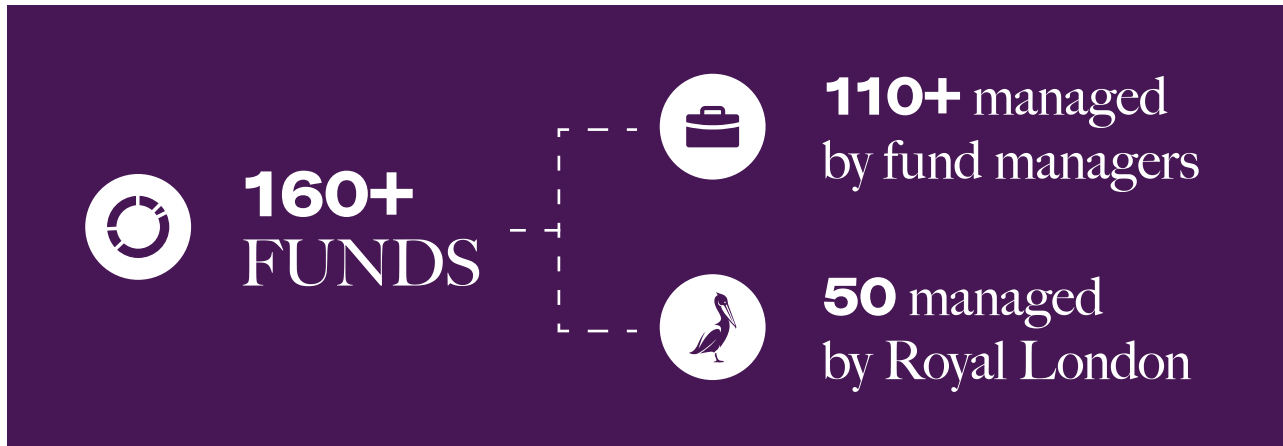 160+
FUNDS
110+ managed
by fund managers
50 managed
by Royal London